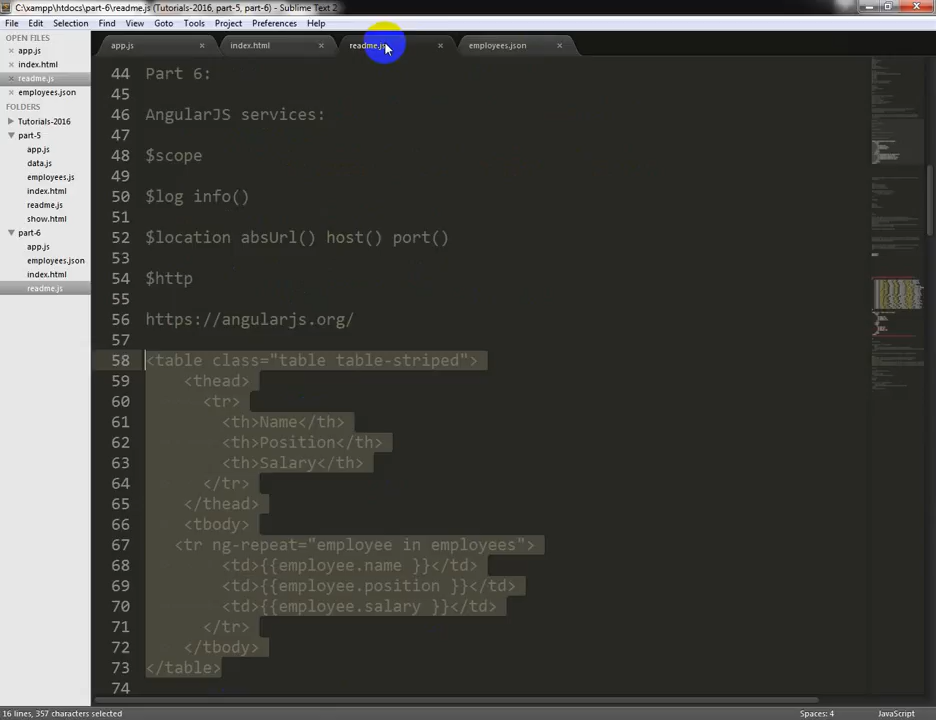 C:\xampp\htdocs\part-6\readme.js (Tutorials-2016, part-5, part-6) - Sublime Text 2
File Edit Selection Find View Goto Tools Project Preferences Help
OPEN FILES
app.js
index.html
readme.js
employees.json
FOLDERS
Tutorials-2016
part-5
app.js
data.js
employees.js
index.html
readme.js
show.html
part-6
app.js
employees.json
index.html
readme.js
app.js index.html readme.js employees.json
44 Part 6:
45
46 AngularJS services:
47
48 $scope
49
50 $log info()
51
52 $location absUrl() host() port()
53
54 $http
55
56 https://angularjs.org/
57
58 <table class="table table-striped">
59 <thead>
60 <tr>
61 <th>Name</th>
62 <th>Position</th>
63 <th>Salary</th>
64 </tr>
65 </thead>
66 <tbody>
67 <tr ng-repeat="employee in employees">
68 <td>{{employee.name }}</td>
69 <td>{{employee.position }}</td>
70 <td>{{employee.salary }}</td>
71 </tr>
72 </tbody>
73 </table>
74
16 lines, 357 characters selected
Spaces: 4
JavaScript